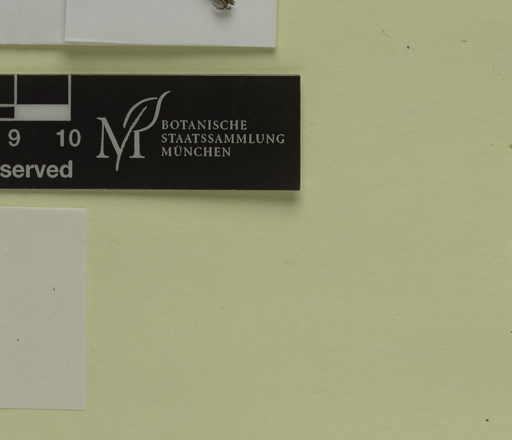 9 10
served
BOTANISCHE
STAATSSAMMLUNG
MÜNCHEN